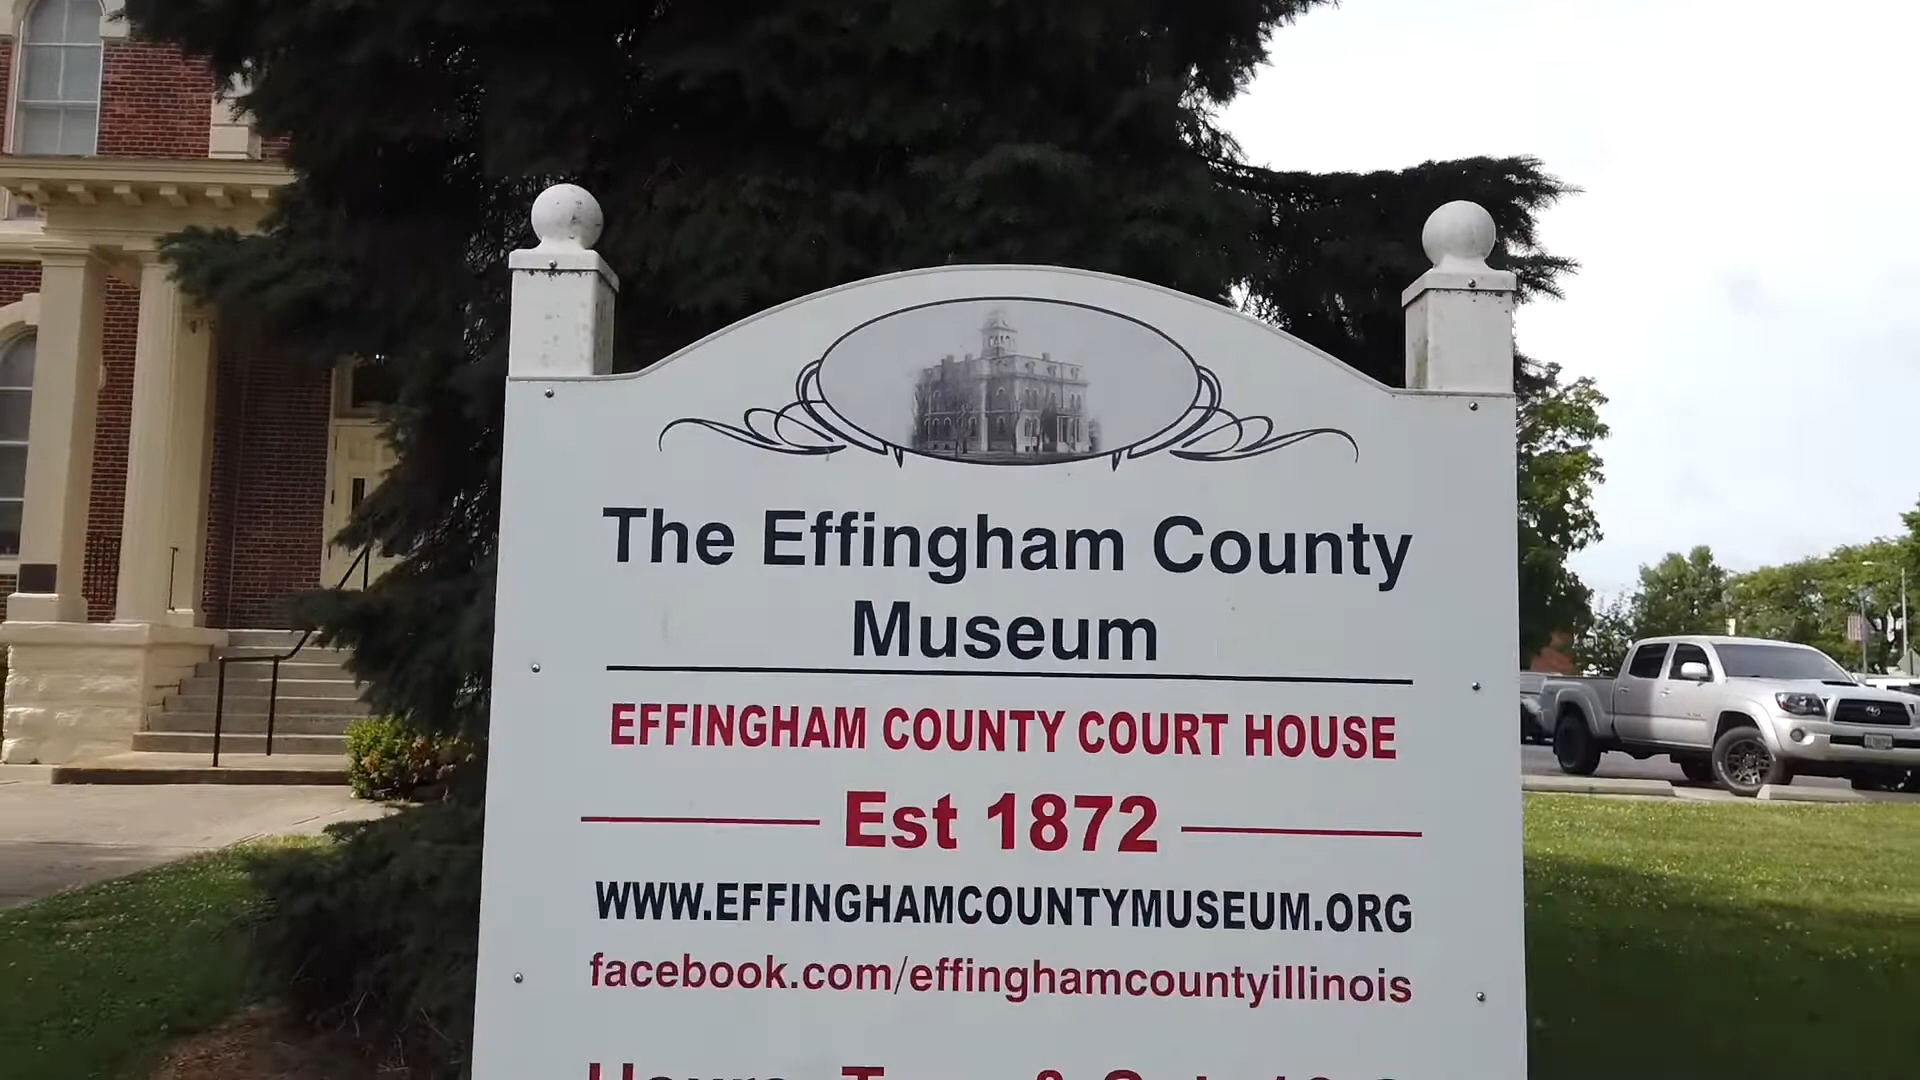 The Effingham County
Museum
EFFINGHAM COUNTY COURT HOUSE
Est 1872
WWW.EFFINGHAMCOUNTYMUSEUM.ORG
facebook.com/effinghamcountyillinois